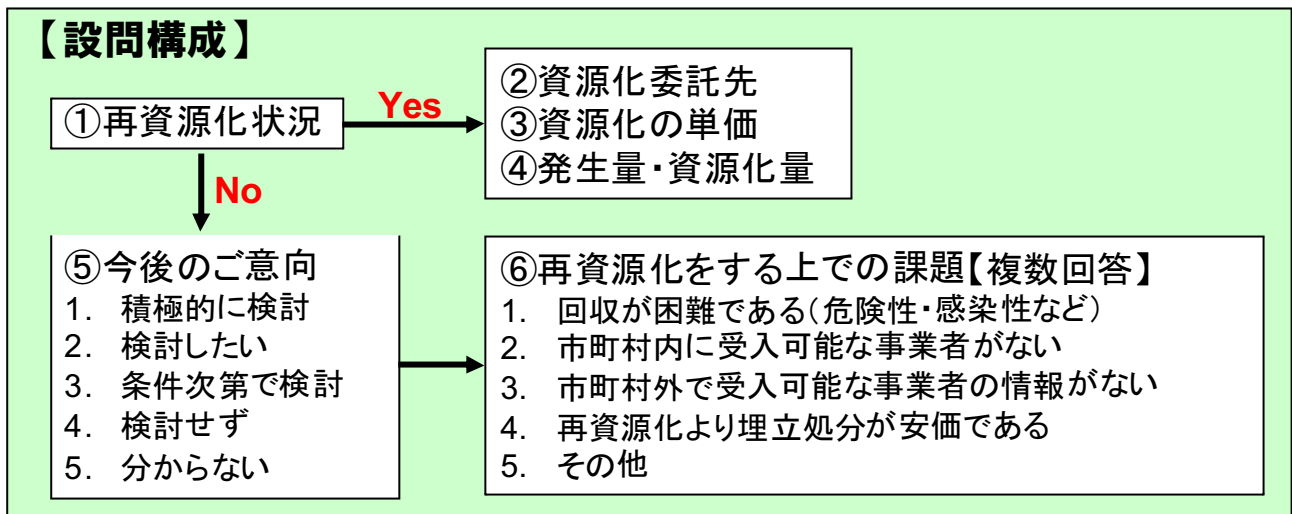 【設問構成】
①再資源化状況
Yes
②資源化委託先
③資源化の単価
④発生量・資源化量
No
⑤今後のご意向
1. 積極的に検討
2. 検討したい
3. 条件次第で検討
4. 検討せず
5. 分からない
⑥再資源化をする上での課題【複数回答】
1. 回収が困難である(危険性・感染性など)
2. 市町村内に受入可能な事業者がない
3. 市町村外で受入可能な事業者の情報がない
4. 再資源化より埋立処分が安価である
5. その他